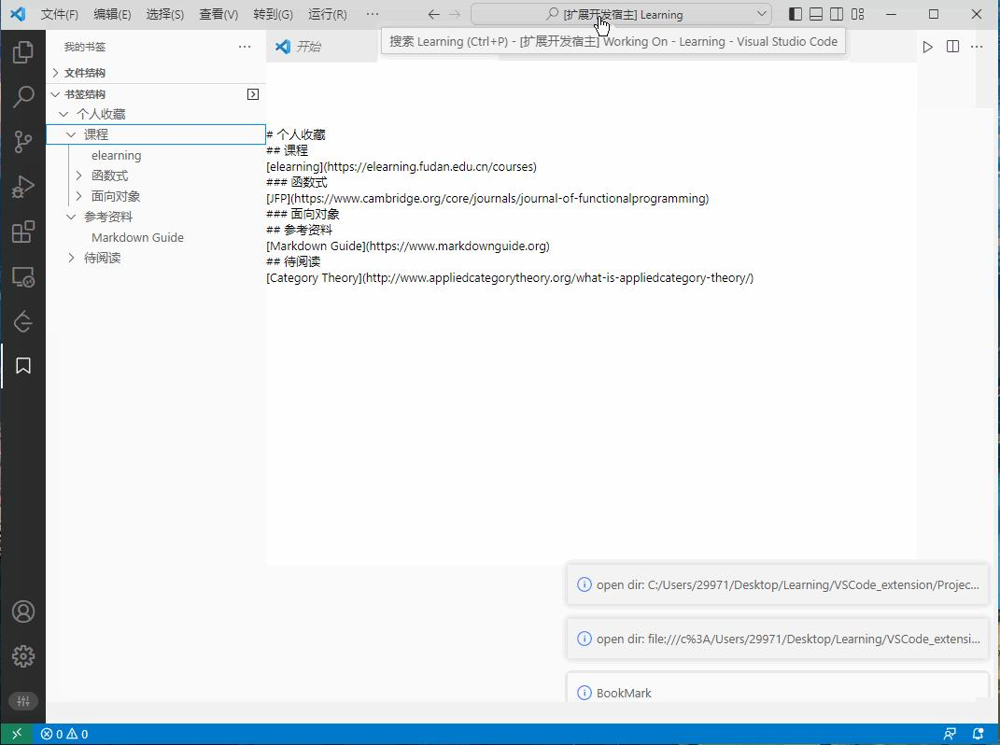 文件(F) 编辑(E) 选择(S) 查看(V) 转到(G) 运行(R) ··· [扩展开发宿主] Learning
搜索 Learning (Ctrl+P) - [扩展开发宿主] Working On - Learning - Visual Studio Code
我的书签 ···
开始
文件结构
书签结构
个人收藏
课程
elearning
函数式
面向对象
参考资料
Markdown Guide
待阅读
# 个人收藏
## 课程
[elearning](https://elearning.fudan.edu.cn/courses)
### 函数式
[JFP](https://www.cambridge.org/core/journals/journal-of-functionalprogramming)
### 面向对象
## 参考资料
[Markdown Guide](https://www.markdownguide.org)
## 待阅读
[Category Theory](http://www.appliedcategorytheory.org/what-is-appliedcategory-theory/)
open dir: C:/Users/29971/Desktop/Learning/VSCode_extension/Projec...
open dir: file:///c%3A/Users/29971/Desktop/Learning/VSCode_extensi...
BookMark
0 0